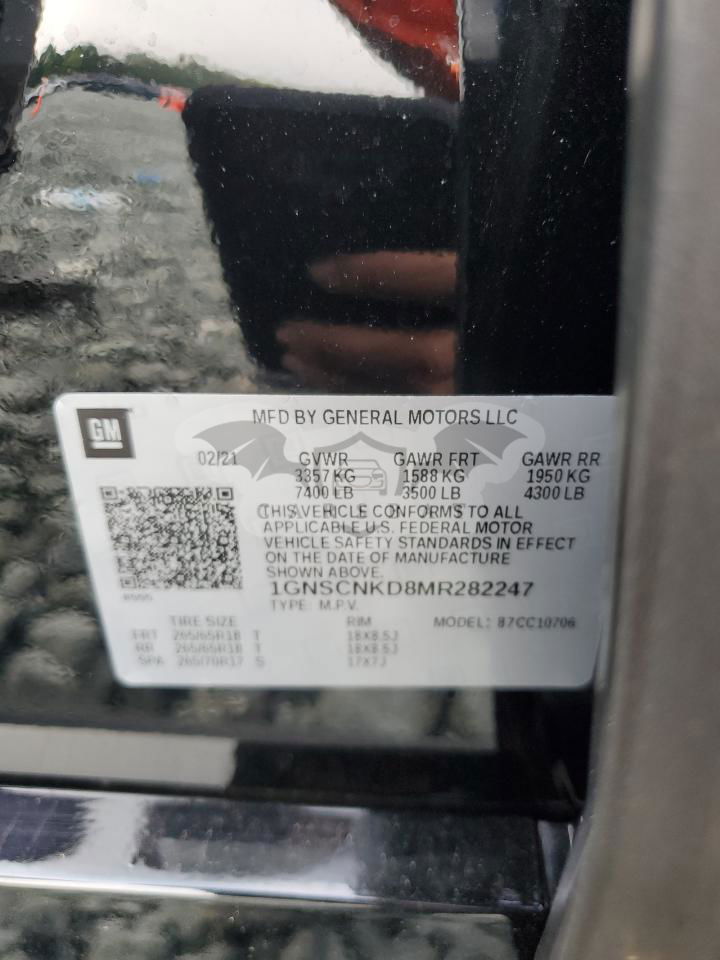 GM
MFD BY GENERAL MOTORS LLC
02/21 GVWR GAWR FRT GAWR RR
3357 KG 1588 KG 1950 KG
7400 LB 3500 LB 4300 LB
THIS VEHICLE CONFORMS TO ALL
APPLICABLE U.S. FEDERAL MOTOR
VEHICLE SAFETY STANDARDS IN EFFECT
ON THE DATE OF MANUFACTURE
SHOWN ABOVE.
1GNSCNKD8MR282247
TYPE: M.P.V.
TIRE SIZE RIM MODEL: 87CC10706
FRT 265/65R18 T 18X8.5J
RR 265/65R18 T 18X8.5J
SPA 265/70R17 S 17X7J